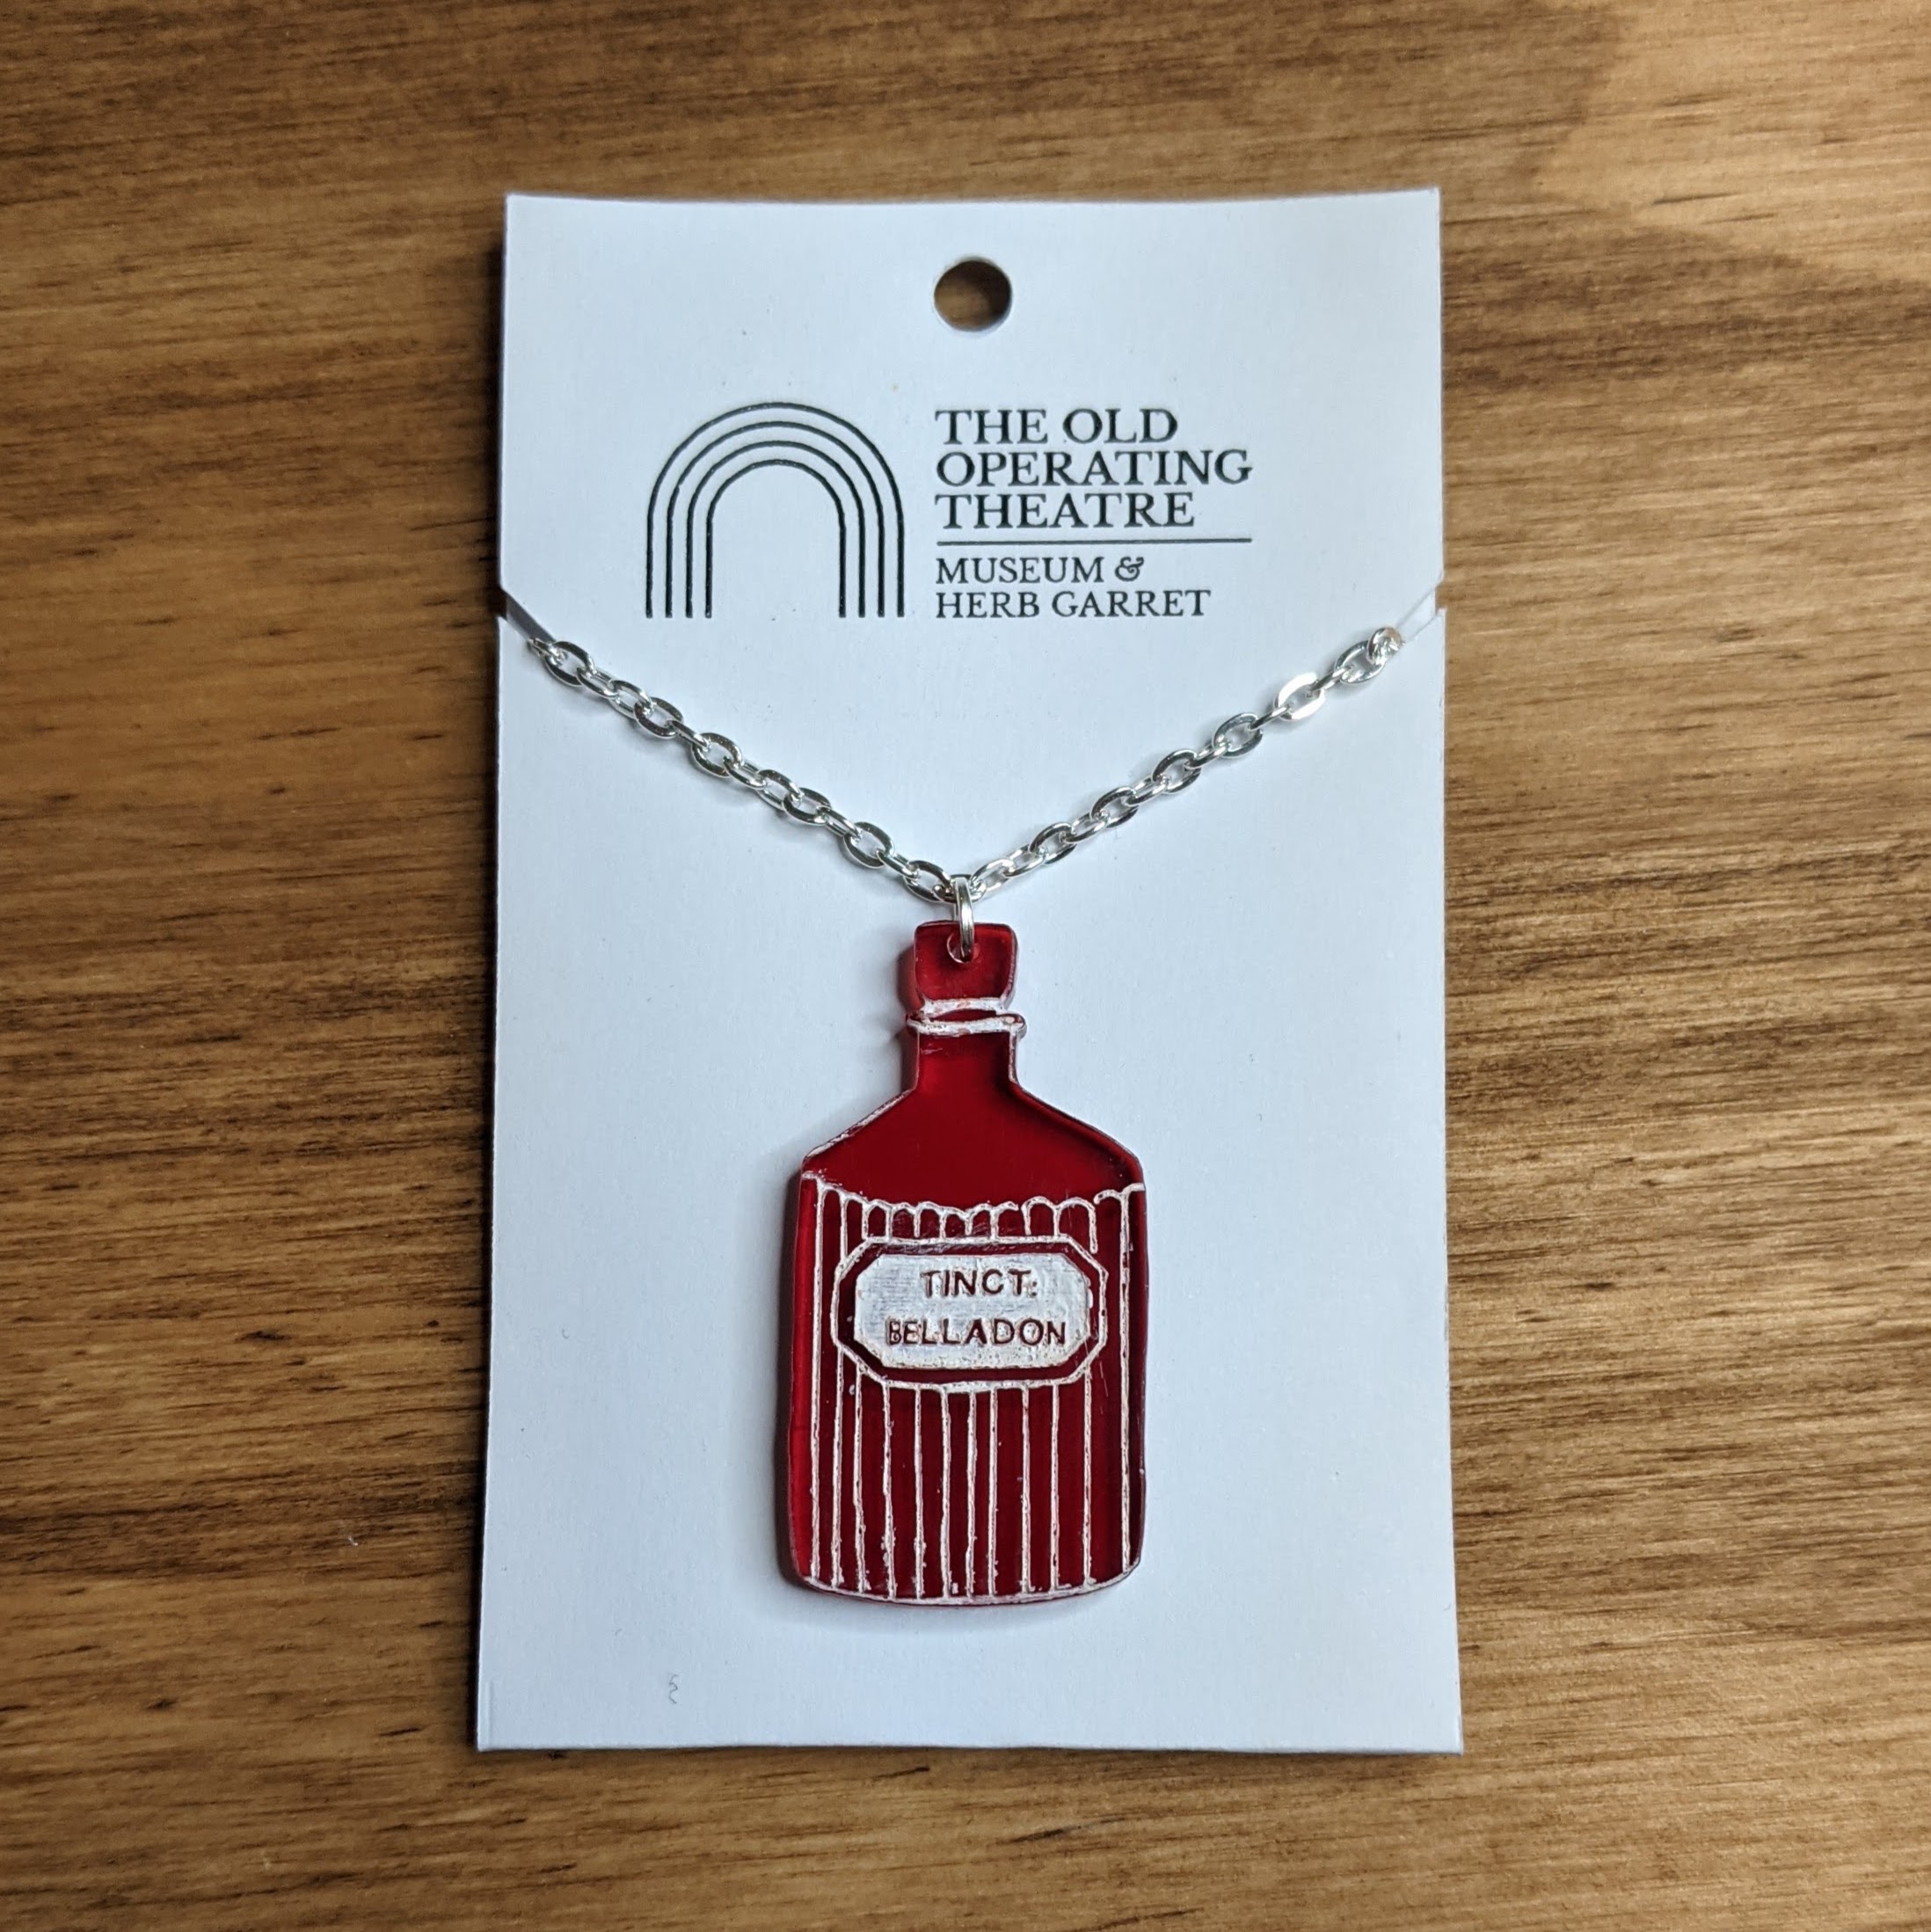 THE OLD
OPERATING
THEATRE
MUSEUM &
HERB GARRET
TINCT:
BELLADON